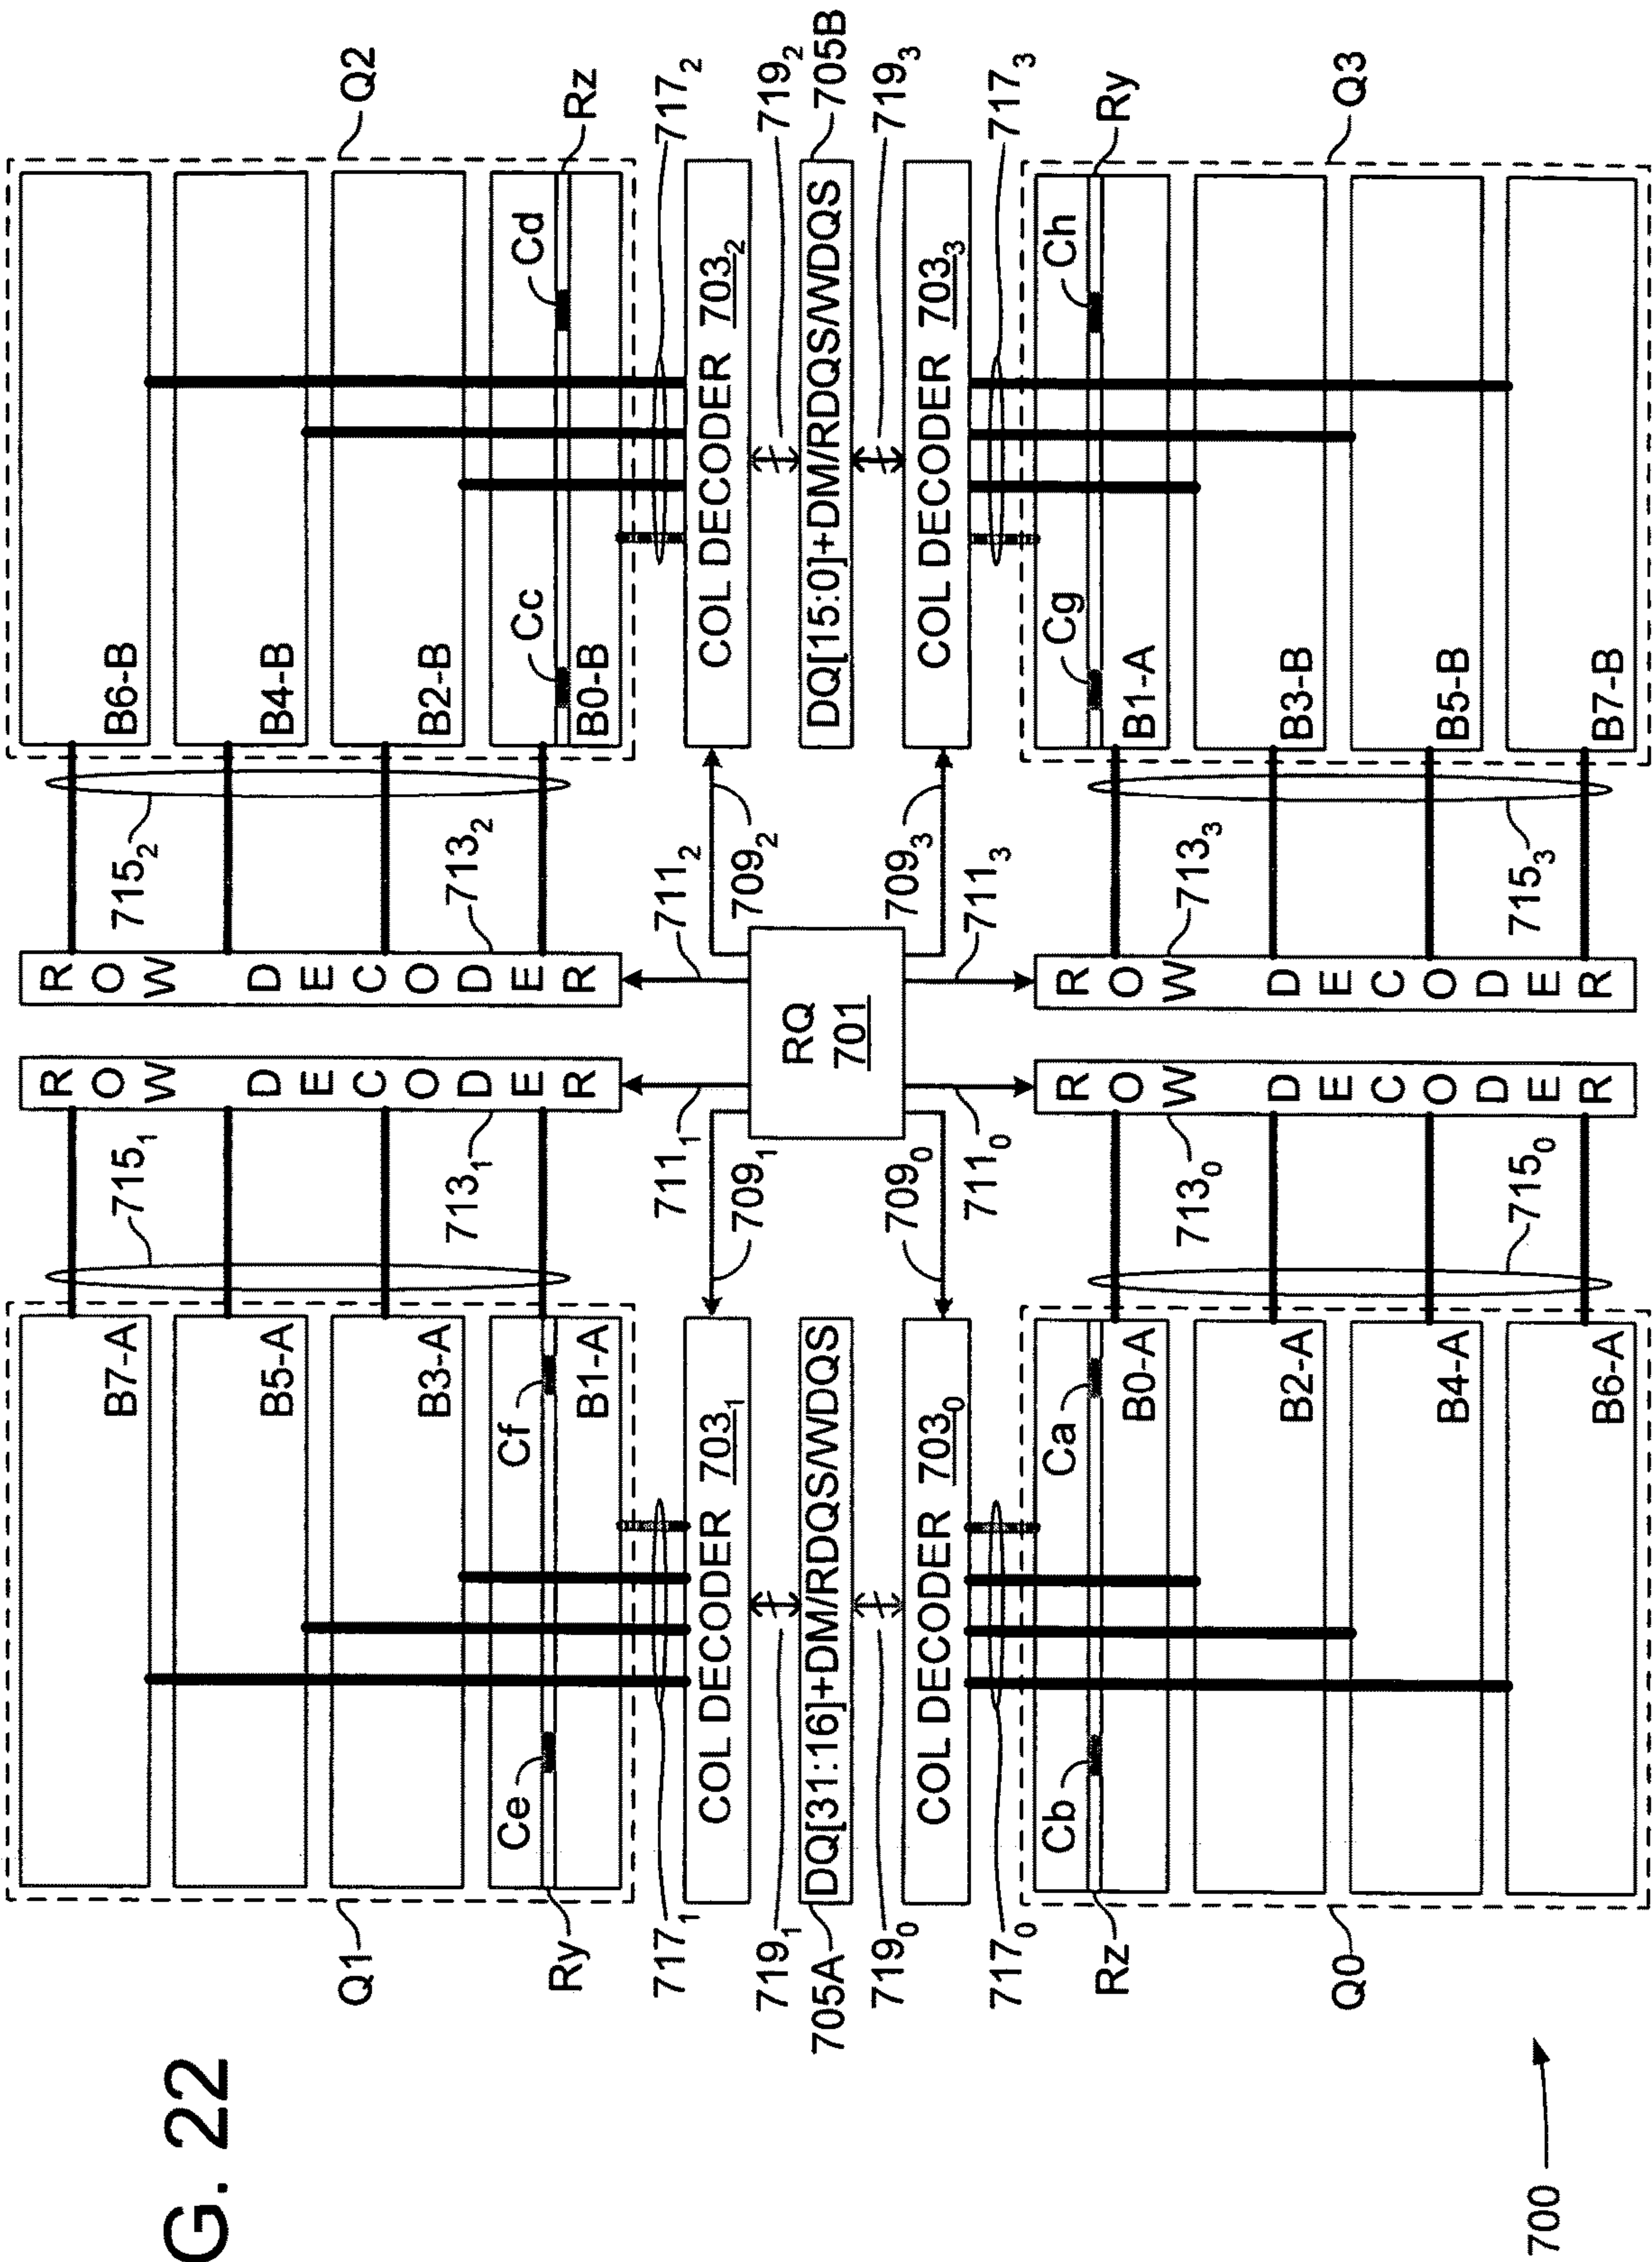 G. 22
Q1
Q2
B7-A
B5-A
B3-A
B1-A
Ce
Cf
Ry
715₁
713₁
ROW DECODER
ROW DECODER
715₂
713₂
B6-B
B4-B
B2-B
B0-B
Cc
Cd
Rz
717₁
711₁
711₂
717₂
COL DECODER 703₁
709₁
709₂
COL DECODER 703₂
719₁
719₂
705A
DQ[31:16]+DM/RDQS/WDQS
RQ
701
DQ[15:0]+DM/RDQS/WDQS
705B
719₀
719₃
COL DECODER 703₀
709₀
709₃
COL DECODER 703₃
717₀
711₀
711₃
717₃
Rz
Cb
Ca
B0-A
B2-A
B4-A
B6-A
713₀
715₀
ROW DECODER
ROW DECODER
713₃
715₃
Cg
Ch
Ry
B1-A
B3-B
B5-B
B7-B
Q0
Q3
700